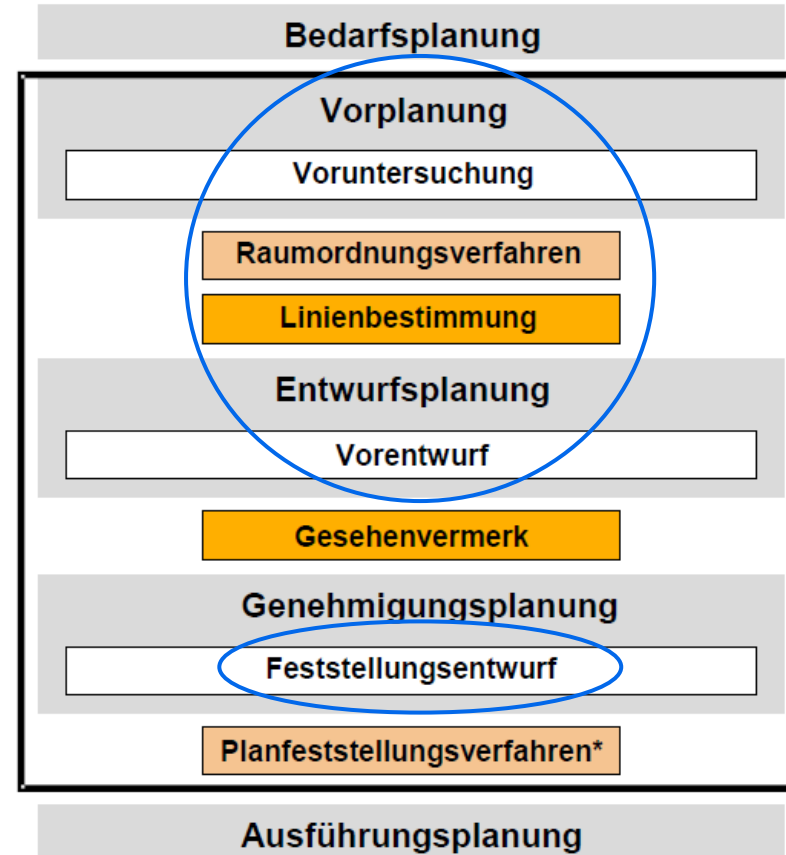 Bedarfsplanung
Vorplanung
Voruntersuchung
Raumordnungsverfahren
Linienbestimmung
Entwurfsplanung
Vorentwurf
Gesehenvermerk
Genehmigungsplanung
Feststellungsentwurf
Planfeststellungsverfahren*
Ausführungsplanung